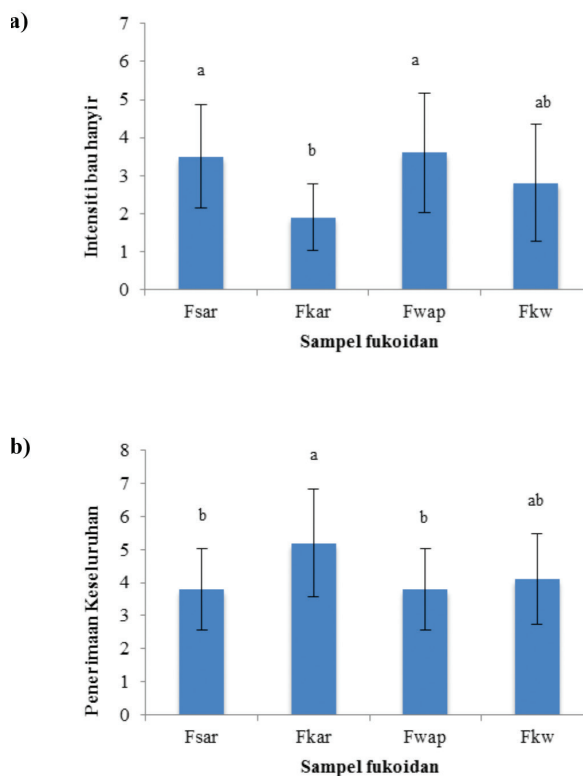 a)
7
6
5
4
3
2
1
0
Intensiti bau hanyir
a
b
a
ab
Fsar Fkar Fwap Fkw
Sampel fukoidan
b)
8
7
6
5
4
3
2
1
0
Penerimaan Keseluruhan
b
a
b
ab
Fsar Fkar Fwap Fkw
Sampel fukoidan